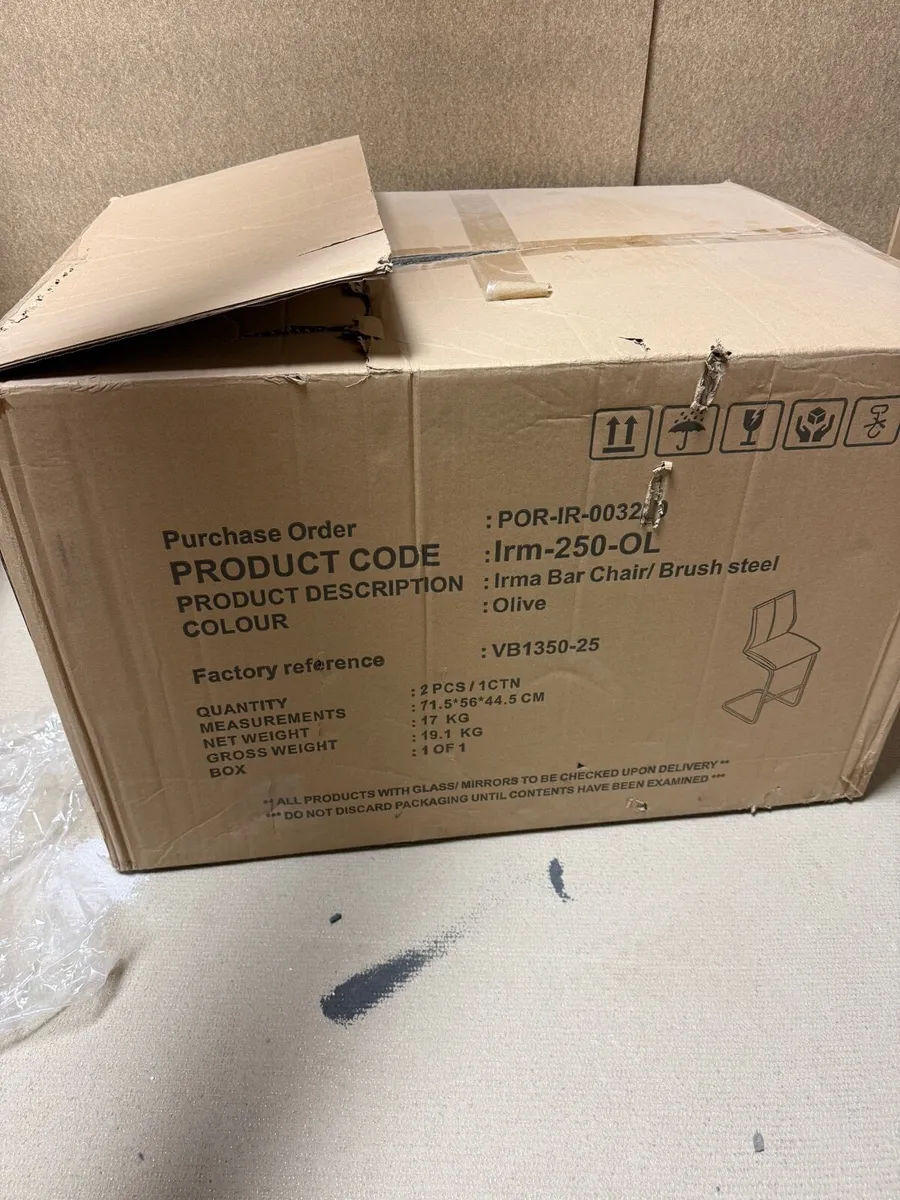 Purchase Order : POR-IR-0032
PRODUCT CODE : Irm-250-OL
PRODUCT DESCRIPTION : Irma Bar Chair/ Brush steel
COLOUR : Olive
Factory reference : VB1350-25
QUANTITY : 2 PCS / 1CTN
MEASUREMENTS : 71.5*56*44.5 CM
NET WEIGHT : 17 KG
GROSS WEIGHT : 19.1 KG
BOX : 1 OF 1
** ALL PRODUCTS WITH GLASS/ MIRRORS TO BE CHECKED UPON DELIVERY **
*** DO NOT DISCARD PACKAGING UNTIL CONTENTS HAVE BEEN EXAMINED ***